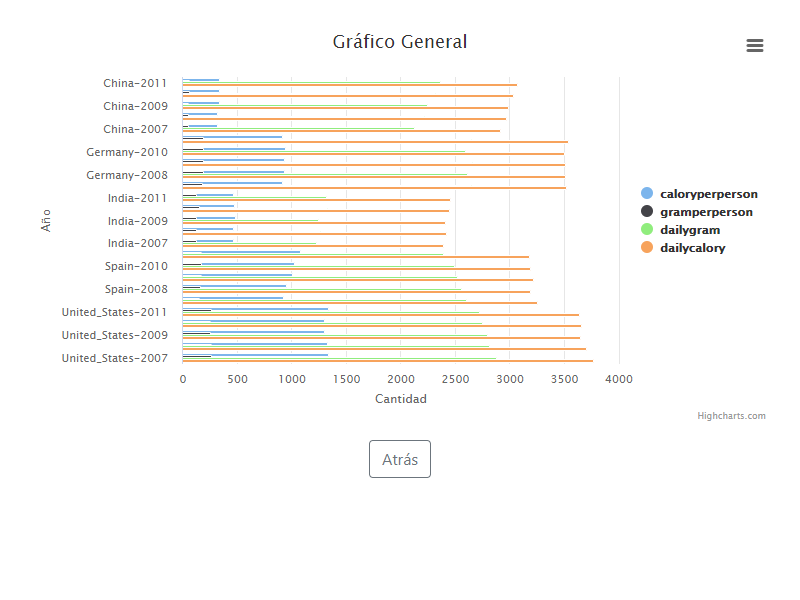 Gráfico General
China-2011
China-2009
China-2007
Germany-2010
Germany-2008
India-2011
India-2009
India-2007
Spain-2010
Spain-2008
United_States-2011
United_States-2009
United_States-2007
Año
0 500 1000 1500 2000 2500 3000 3500 4000
Cantidad
caloryperperson
gramperperson
dailygram
dailycalory
Highcharts.com
Atrás